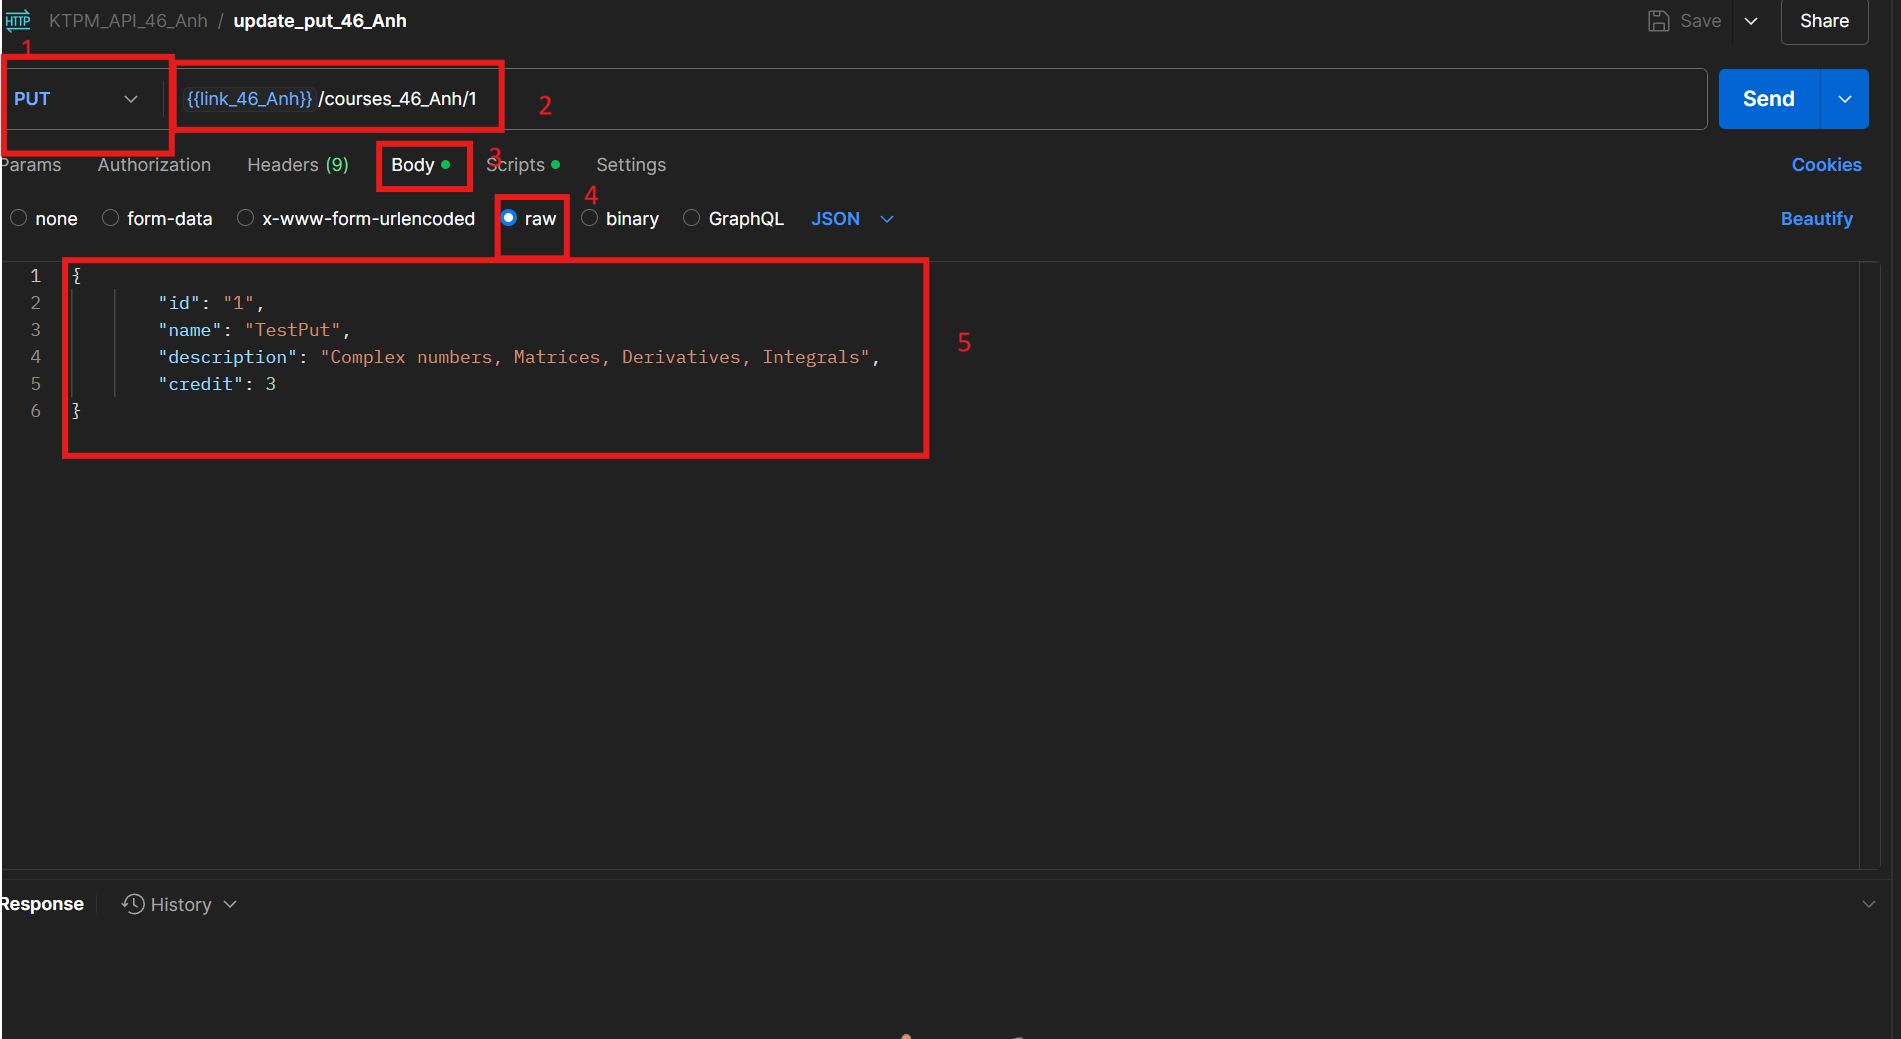 HTTP KTPM_API_46_Anh / update_put_46_Anh Save Share
1
PUT {{link_46_Anh}} /courses_46_Anh/1 2 Send
Params Authorization Headers (9) Body 3 Scripts Settings Cookies
4
none form-data x-www-form-urlencoded raw binary GraphQL JSON Beautify
1 {
2 "id": "1",
3 "name": "TestPut",
5
4 "description": "Complex numbers, Matrices, Derivatives, Integrals",
5 "credit": 3
6 }
Response History